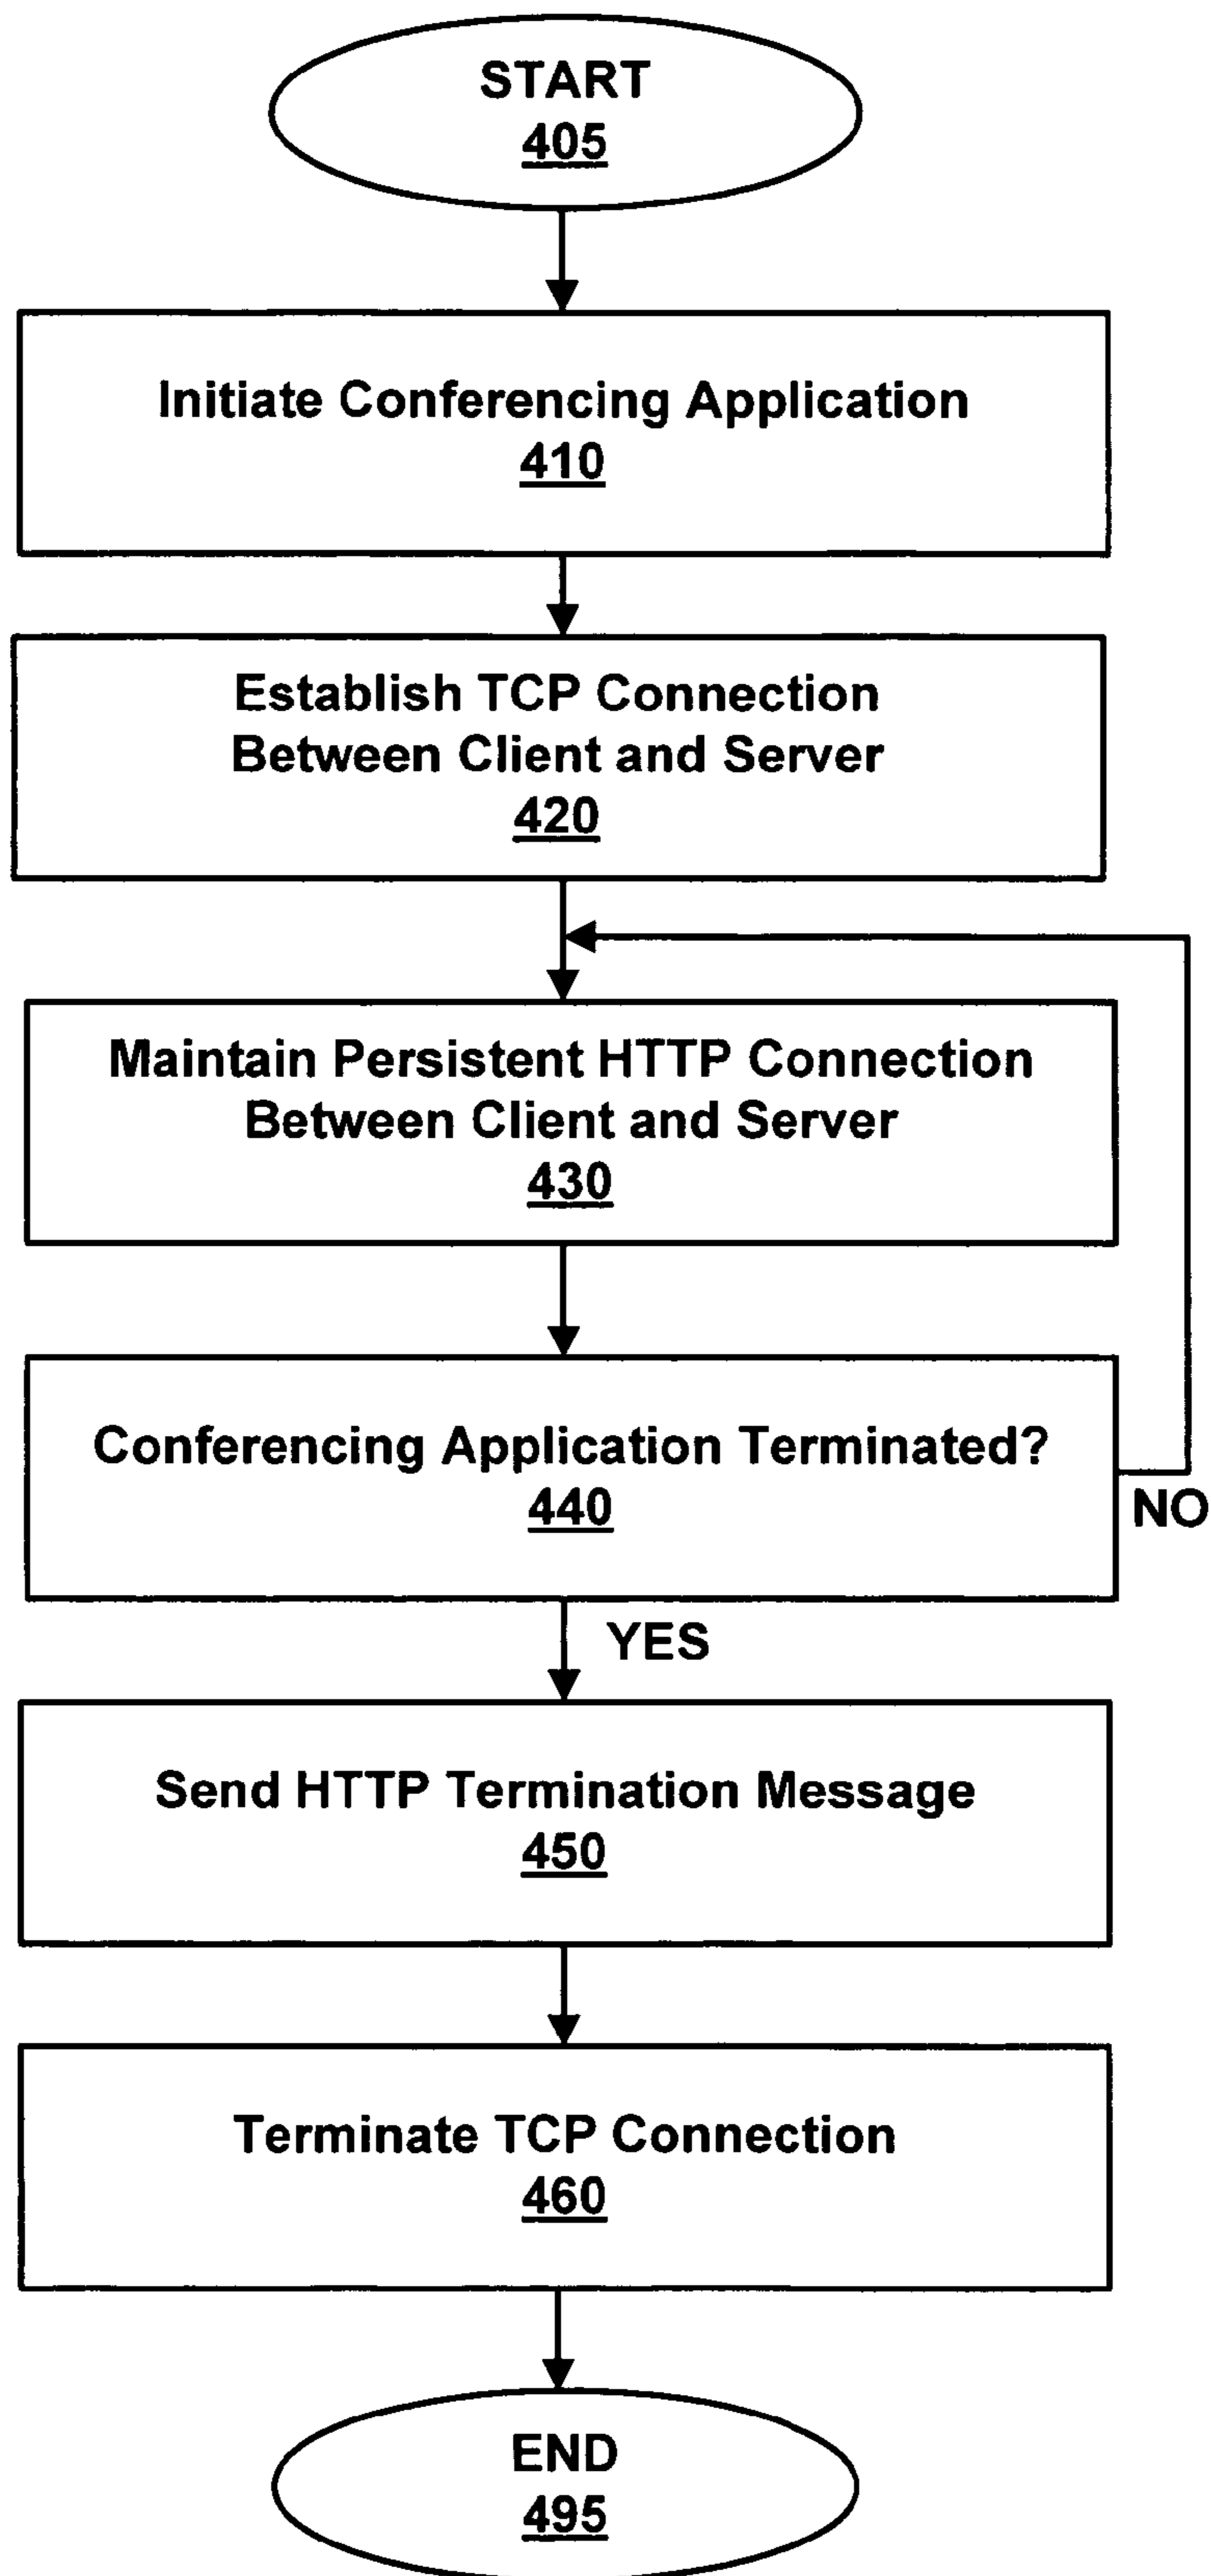 START
405
Initiate Conferencing Application
410
Establish TCP Connection
Between Client and Server
420
Maintain Persistent HTTP Connection
Between Client and Server
430
Conferencing Application Terminated?
440
NO
YES
Send HTTP Termination Message
450
Terminate TCP Connection
460
END
495